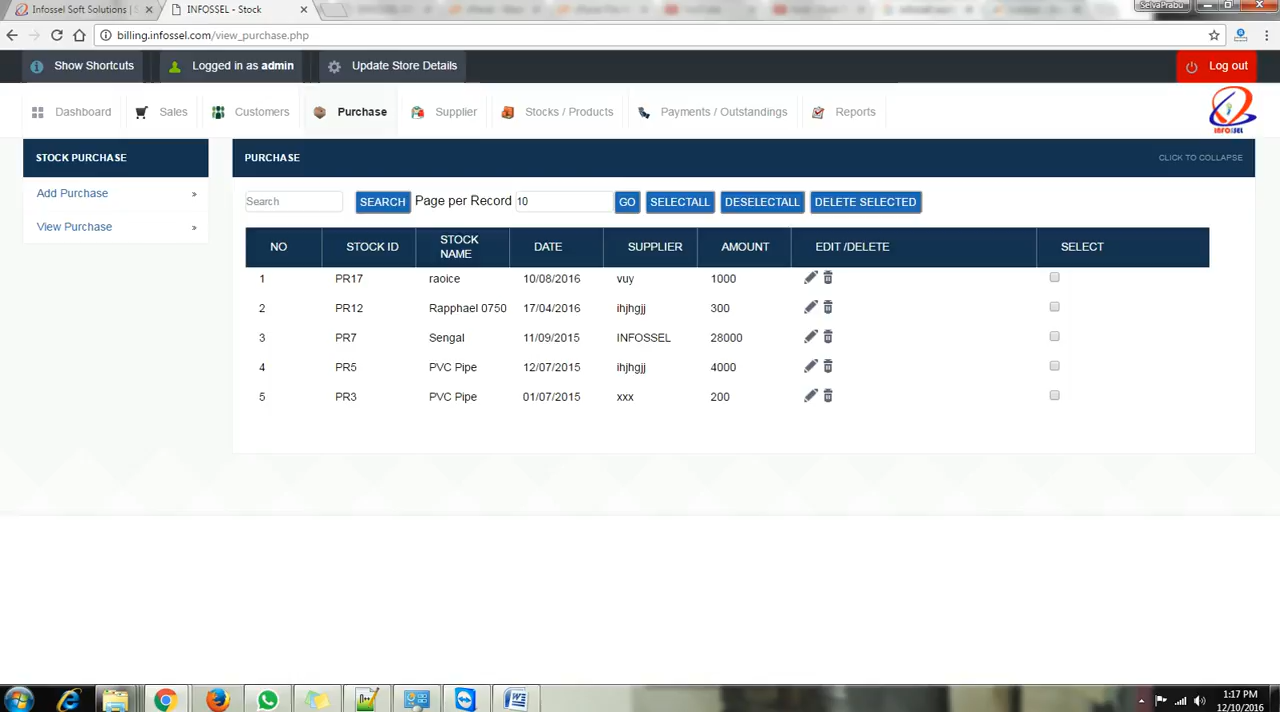 Infossel Soft Solutions | S
INFOSSEL - Stock
SelvaPrabu
billing.infossel.com/view_purchase.php
Show Shortcuts
Logged in as admin
Update Store Details
Log out
Dashboard
Sales
Customers
Purchase
Supplier
Stocks / Products
Payments / Outstandings
Reports
INFOSSEL
STOCK PURCHASE
Add Purchase »
View Purchase »
PURCHASE
CLICK TO COLLAPSE
Search SEARCH Page per Record 10 GO SELECTALL DESELECTALL DELETE SELECTED
NO STOCK ID STOCK NAME DATE SUPPLIER AMOUNT EDIT /DELETE SELECT
1 PR17 raoice 10/08/2016 vuy 1000
2 PR12 Rapphael 0750 17/04/2016 ihjhgjj 300
3 PR7 Sengal 11/09/2015 INFOSSEL 28000
4 PR5 PVC Pipe 12/07/2015 ihjhgjj 4000
5 PR3 PVC Pipe 01/07/2015 xxx 200
1:17 PM
12/10/2016